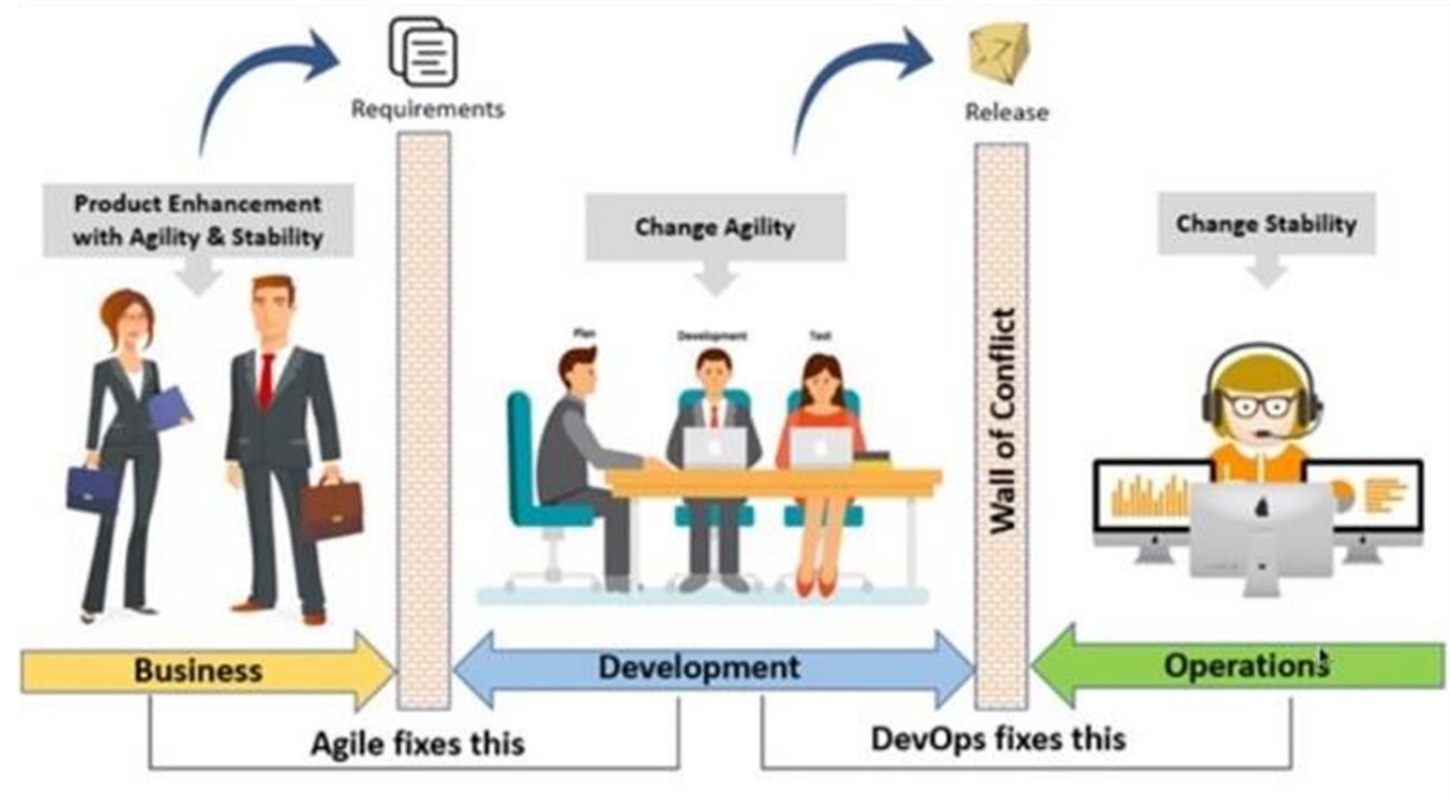 Requirements
Release
Product Enhancement
with Agility & Stability
Change Agility
Change Stability
Plan
Development
Test
Wall of Conflict
Business
Development
Operations
Agile fixes this
DevOps fixes this